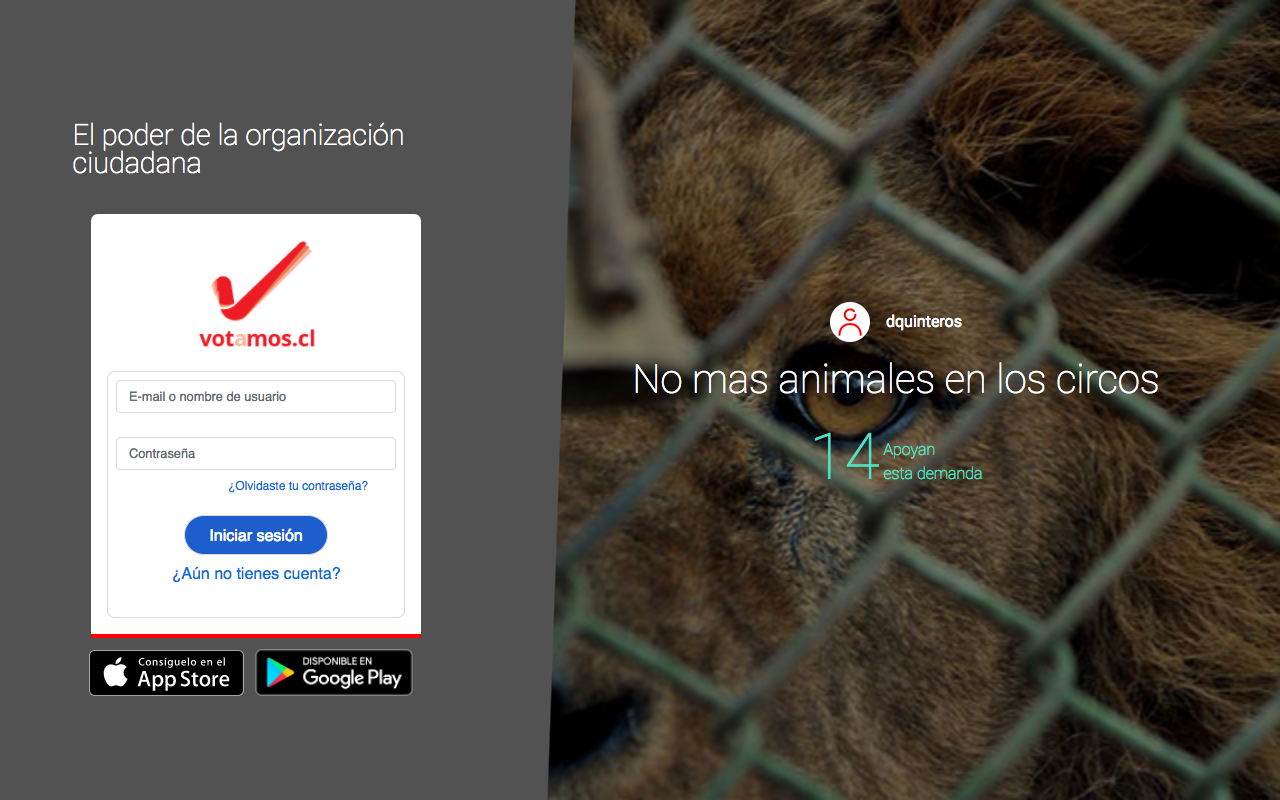 El poder de la organización
ciudadana
votamos.cl
E-mail o nombre de usuario
Contraseña
¿Olvidaste tu contraseña?
Iniciar sesión
¿Aún no tienes cuenta?
Consíguelo en el
App Store
DISPONIBLE EN
Google Play
dquinteros
No mas animales en los circos
14 Apoyan
esta demanda